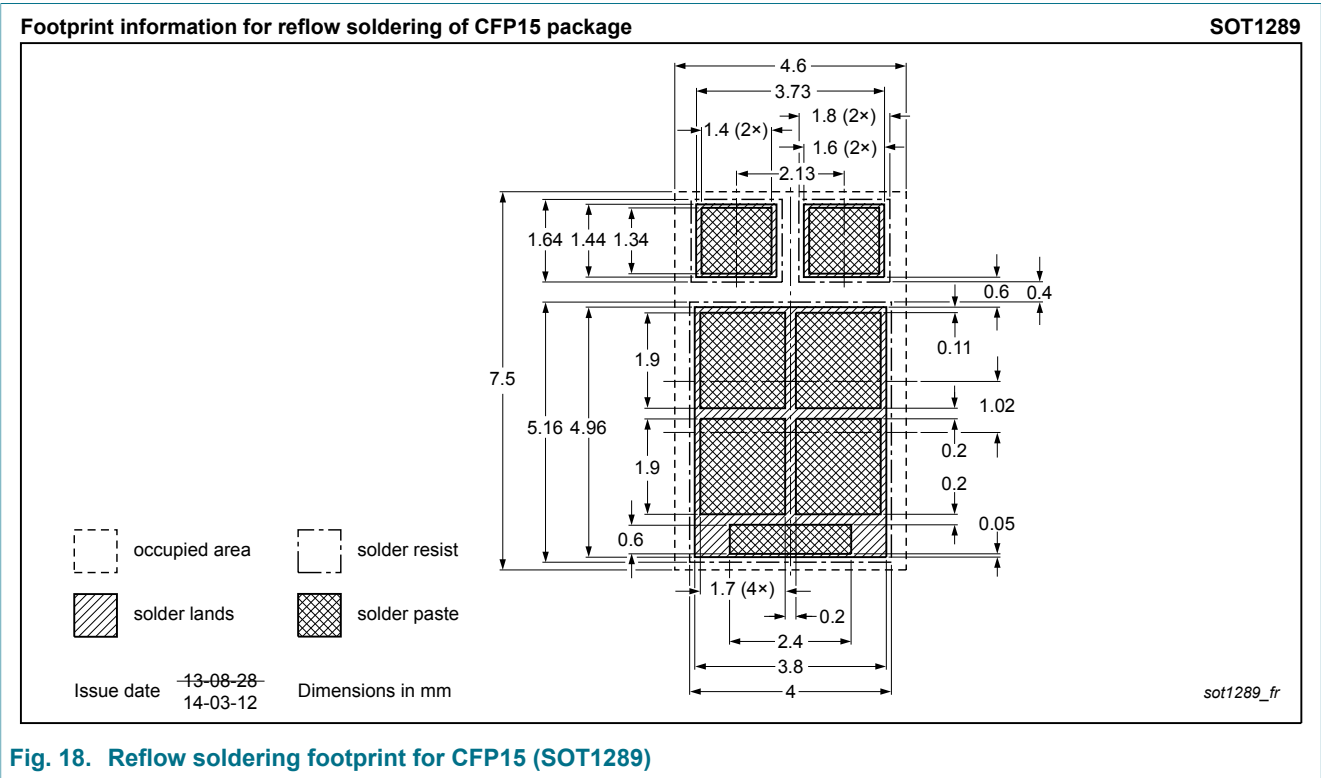 Footprint information for reflow soldering of CFP15 package SOT1289
4.6
3.73
1.8 (2×)
1.4 (2×)
1.6 (2×)
2.13
1.64 1.44 1.34
0.6 0.4
0.11
1.9
7.5
1.02
5.16 4.96
0.2
1.9
0.2
0.05
0.6
1.7 (4×)
0.2
2.4
3.8
4
occupied area
solder resist
solder lands
solder paste
Issue date 13-08-28
14-03-12
Dimensions in mm
sot1289_fr
Fig. 18. Reflow soldering footprint for CFP15 (SOT1289)